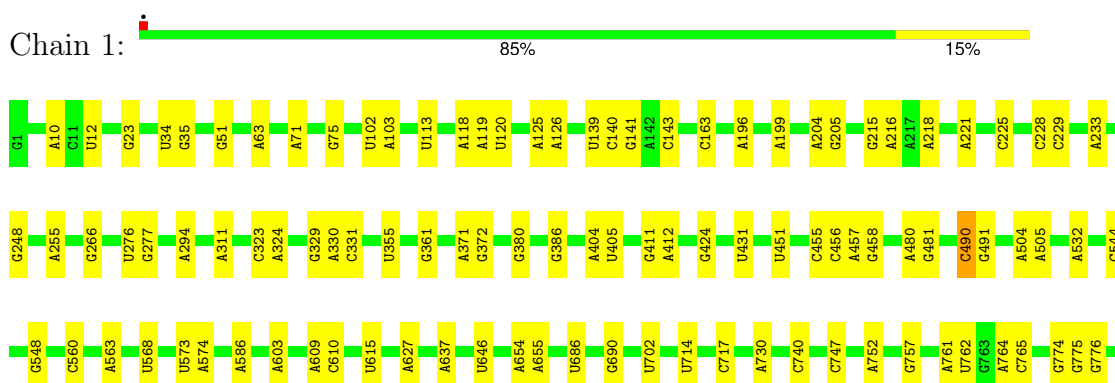 Chain 1:
85% 15%
G1 A10 C11 U12 G23 U34 G35 G51 A63 A71 G75 U102 A103 U113 A118 A119 U120 A125 A126 U139 C140 G141 A142 C143 C163 A196 A199 A204 G205 G215 A216 A217 A218 A221 C225 C228 C229 A233
G248 A255 G266 U276 G277 A294 A311 C323 A324 G329 A330 C331 U355 G361 A371 G372 G380 G386 A404 U405 G411 A412 G424 U431 U451 C455 C456 A457 G458 A480 G481 C490 G491 A504 A505 A532
G548 C560 A563 U568 U573 A574 A586 A603 A609 C610 U615 A627 A637 U646 A654 A655 U686 G690 U702 U714 C717 A730 C740 C747 A752 G757 A761 U762 G763 A764 C765 G774 G775 G776